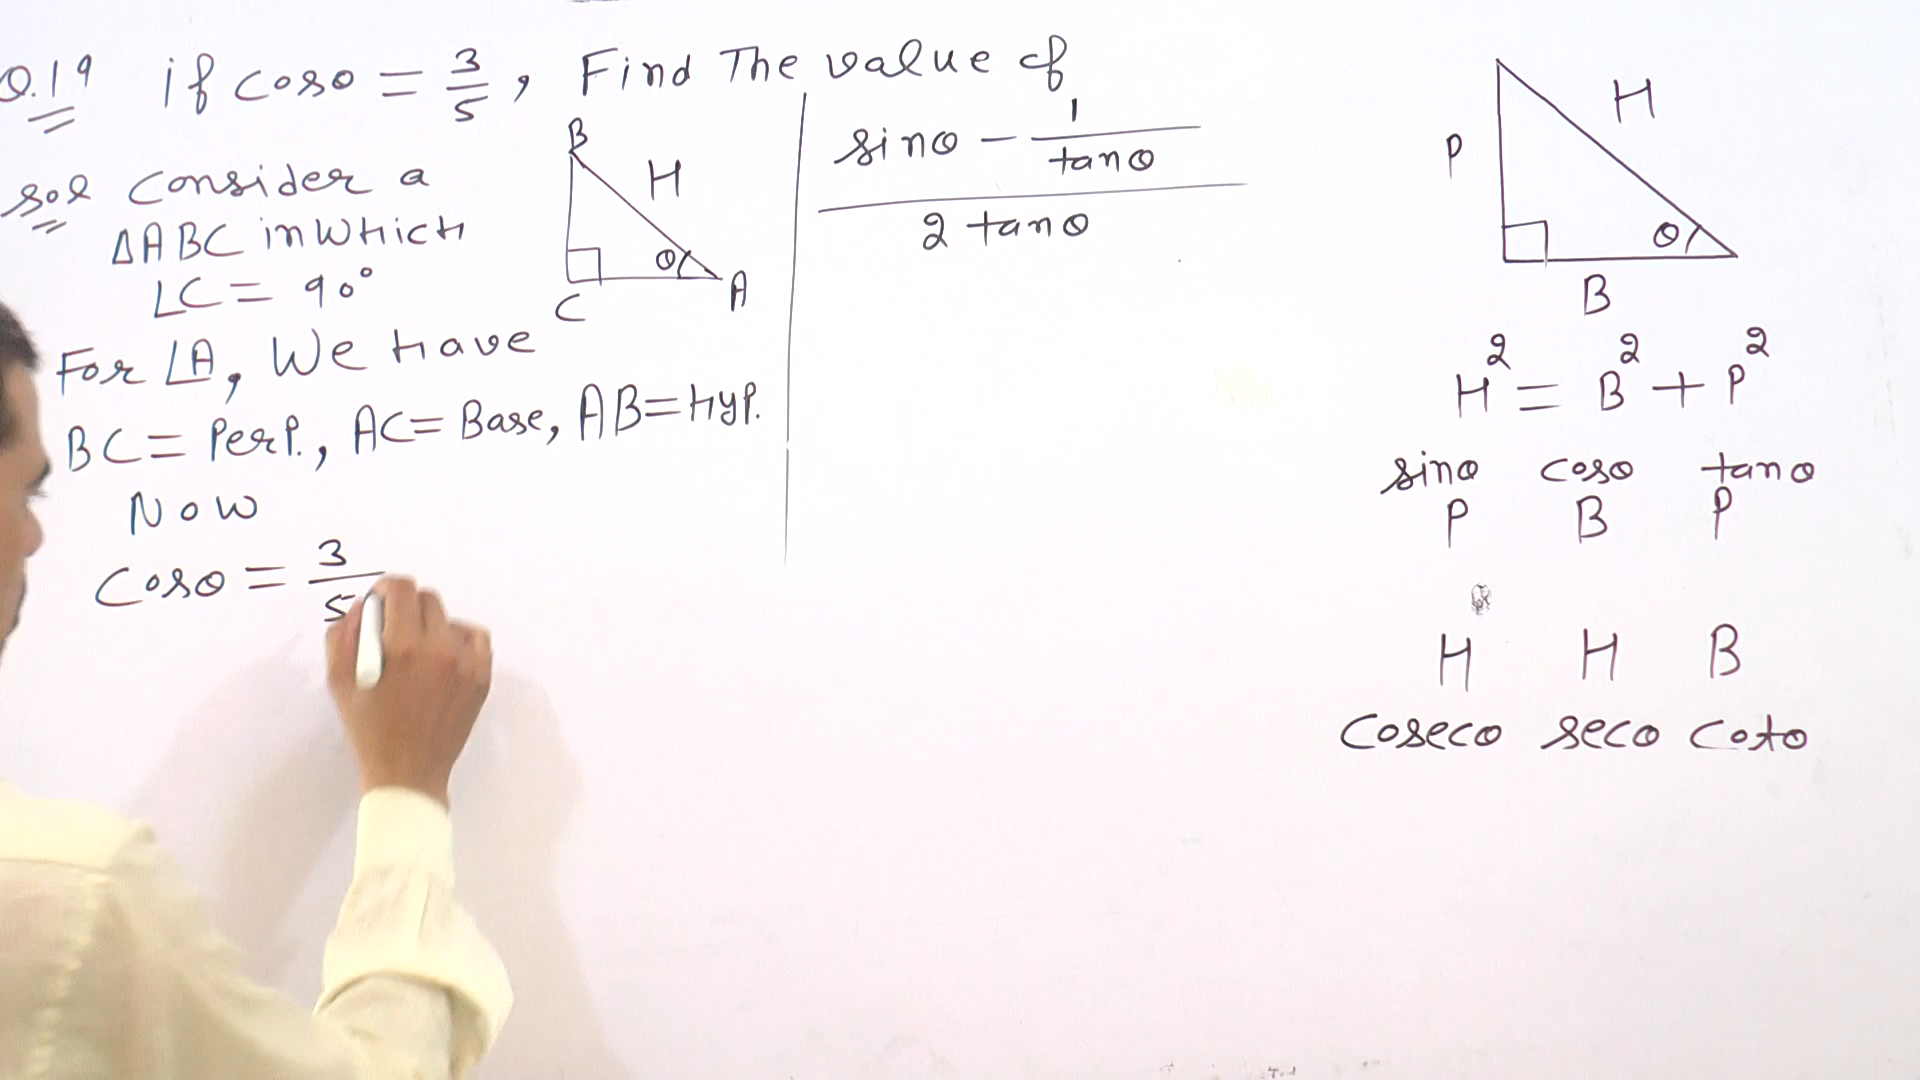 Q.19 if cosθ = 3/5, Find The value of
sinθ - 1/tanθ
2 tanθ
sol Consider a
ΔABC in which
∠C = 90°
For ∠A, We have
BC = Perp., AC = Base, AB = Hyp.
Now
Cosθ = 3/5
B
H
θ
C
A
P
H
θ
B
H² = B² + P²
sinθ cosθ tanθ
P B P
H H B
Cosecθ secθ Cotθ